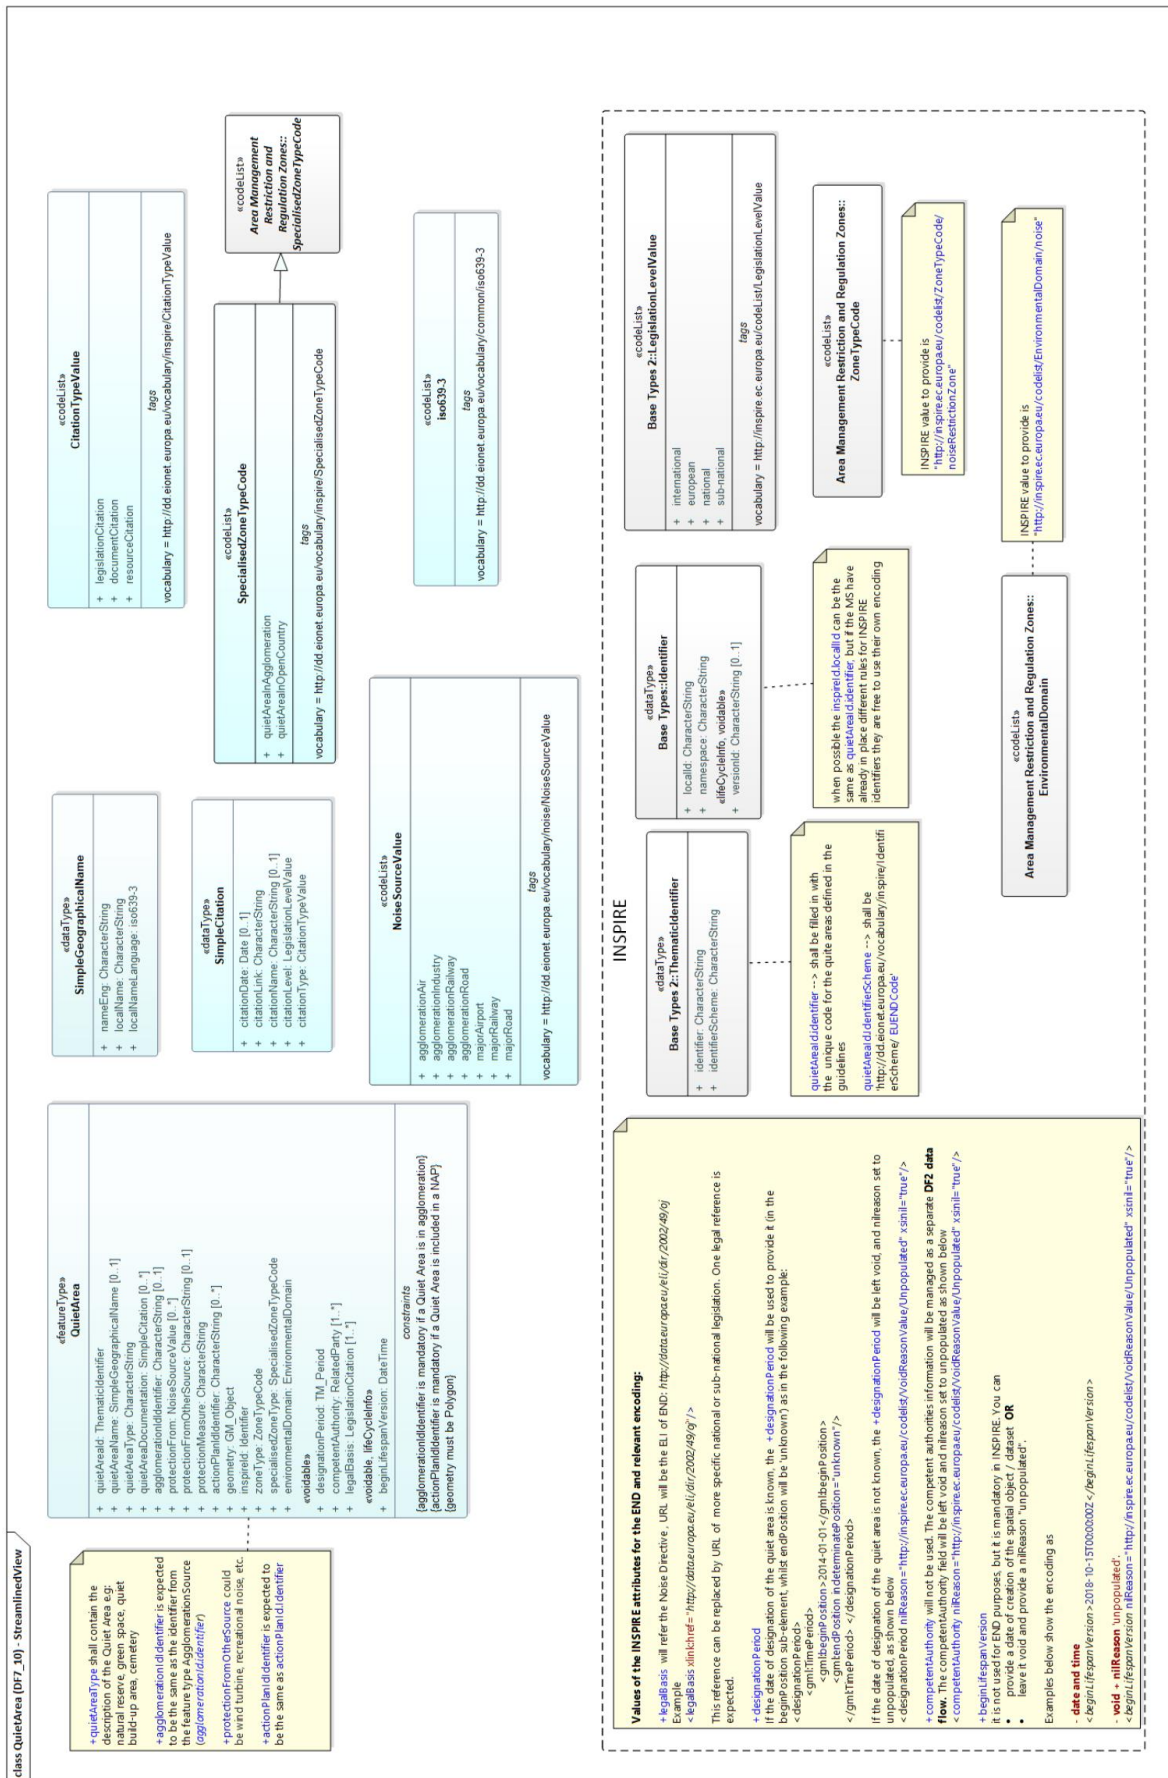 class QuietArea (DF7_10) - StreamlinedView
+quietAreaType shall contain the
description of the Quiet Area e.g:
natural reserve, green space, quiet
build-up area, cemetery
+agglomerationIdIdentifier is expected
to be the same as the identifier from
the feature type AgglomerationSource
(agglomerationId.identifier)
+protectionFromOtherSource could
be wind turbine, recreational noise, etc.
+actionPlanIdIdentifier is expected to
be the same as actionPlanId.identifier
«featureType»
QuietArea
+ quietAreaId: ThematicIdentifier
+ quietAreaName: SimpleGeographicalName [0..1]
+ quietAreaType: CharacterString
+ quietAreaDocumentation: SimpleCitation [0..*]
+ agglomerationIdIdentifier: CharacterString [0..1]
+ protectionFrom: NoiseSourceValue [0..*]
+ protectionFromOtherSource: CharacterString [0..1]
+ protectionMeasure: CharacterString
+ actionPlanIdIdentifier: CharacterString [0..*]
+ geometry: GM_Object
+ inspireId: Identifier
+ zoneType: ZoneTypeCode
+ specialisedZoneType: SpecialisedZoneTypeCode
+ environmentalDomain: EnvironmentalDomain
«voidable»
+ designationPeriod: TM_Period
+ competentAuthority: RelatedParty [1..*]
+ legalBasis: LegislationCitation [1..*]
«voidable, lifeCycleInfo»
+ beginLifespanVersion: DateTime
constraints
{agglomerationIdIdentifier is mandatory if a Quiet Area is in agglomeration}
{actionPlanIdIdentifier is mandatory if a Quiet Area is included in a NAP}
{geometry must be Polygon}
«dataType»
SimpleGeographicalName
+ nameEng: CharacterString
+ localName: CharacterString
+ localNameLanguage: iso639-3
«dataType»
SimpleCitation
+ citationDate: Date [0..1]
+ citationLink: CharacterString
+ citationName: CharacterString [0..1]
+ citationLevel: LegislationLevelValue
+ citationType: CitationTypeValue
«codeList»
NoiseSourceValue
+ agglomerationAir
+ agglomerationIndustry
+ agglomerationRailway
+ agglomerationRoad
+ majorAirport
+ majorRailway
+ majorRoad
tags
vocabulary = http://dd.eionet.europa.eu/vocabulary/noise/NoiseSourceValue
«codeList»
CitationTypeValue
+ legislationCitation
+ documentCitation
+ resourceCitation
tags
vocabulary = http://dd.eionet.europa.eu/vocabulary/inspire/CitationTypeValue
«codeList»
SpecialisedZoneTypeCode
+ quietAreaInAgglomeration
+ quietAreaInOpenCountry
tags
vocabulary = http://dd.eionet.europa.eu/vocabulary/inspire/SpecialisedZoneTypeCode
«codeList»
Area Management
Restriction and
Regulation Zones::
SpecialisedZoneTypeCode
«codeList»
iso639-3
tags
vocabulary = http://dd.eionet.europa.eu/vocabulary/common/iso639-3
INSPIRE
Values of the INSPIRE attributes for the END and relevant encoding:
+legalBasis will refer the Noise Directive, URL will be the ELI of END: http://data.europa.eu/eli/dir/2002/49/oj
Example
<legalBasis xlink:href="http://data.europa.eu/eli/dir/2002/49/oj"/>
This reference can be replaced by URL of more specific national or sub-national legislation. One legal reference is
expected.
+designationPeriod
If the date of designation of the quiet area is known, the +designationPeriod will be used to provide it (in the
beginPosition sub-element, whilst endPosition will be 'unknown') as in the following example:
<designationPeriod>
<gml:TimePeriod>
<gml:beginPosition>2014-01-01</gml:beginPosition>
<gml:endPosition indeterminatePosition="unknown"/>
</gml:TimePeriod> </designationPeriod>
If the date of designation of the quiet area is not known, the +designationPeriod will be left void, and nilreason set to
unpopulated, as shown below
<designationPeriod nilReason="http://inspire.ec.europa.eu/codelist/VoidReasonValue/Unpopulated" xsi:nil="true"/>
+competentAuthority will not be used. The competent authorities information will be managed as a separate DF2 data
flow. The competentAuthority field will be left void and nilreason set to unpopulated as shown below
<competentAuthority nilReason="http://inspire.ec.europa.eu/codelist/VoidReasonValue/Unpopulated" xsi:nil="true"/>
+beginLifespanVersion
it is not used for END purposes, but it is mandatory in INSPIRE. You can
• provide a date of creation of the spatial object / dataset OR
• leave it void and provide a nilReason "unpopulated".
Examples below show the encoding as
- date and time
<beginLifespanVersion>2018-10-15T00:00:00Z</beginLifespanVersion>
- void + nilReason 'unpopulated'.
<beginLifespanVersion nilReason="http://inspire.ec.europa.eu/codelist/VoidReasonValue/Unpopulated" xsi:nil="true"/>
«dataType»
Base Types 2::ThematicIdentifier
+ identifier: CharacterString
+ identifierScheme: CharacterString
quietAreaId.identifier --> shall be filled in with
the unique code for the quite areas defined in the
guidelines
quietAreaId.identifierScheme --> shall be
'http://dd.eionet.europa.eu/vocabulary/inspire/Identifi
erScheme/ EUENDCode'
«dataType»
Base Types::Identifier
+ localId: CharacterString
+ namespace: CharacterString
«lifeCycleInfo, voidable»
+ versionId: CharacterString [0..1]
when possible the inspireId.localId can be the
same as quietAreaId.identifier, but if the MS have
already in place different rules for INSPIRE
identifiers they are free to use their own encoding
«codeList»
Base Types 2::LegislationLevelValue
+ international
+ european
+ national
+ sub-national
tags
vocabulary = http://inspire.ec.europa.eu/codeList/LegislationLevelValue
«codeList»
Area Management Restriction and Regulation Zones::
ZoneTypeCode
INSPIRE value to provide is
"http://inspire.ec.europa.eu/codelist/ZoneTypeCode/
noiseRestrictionZone"
«codeList»
Area Management Restriction and Regulation Zones::
EnvironmentalDomain
INSPIRE value to provide is
"http://inspire.ec.europa.eu/codelist/EnvironmentalDomain/noise"